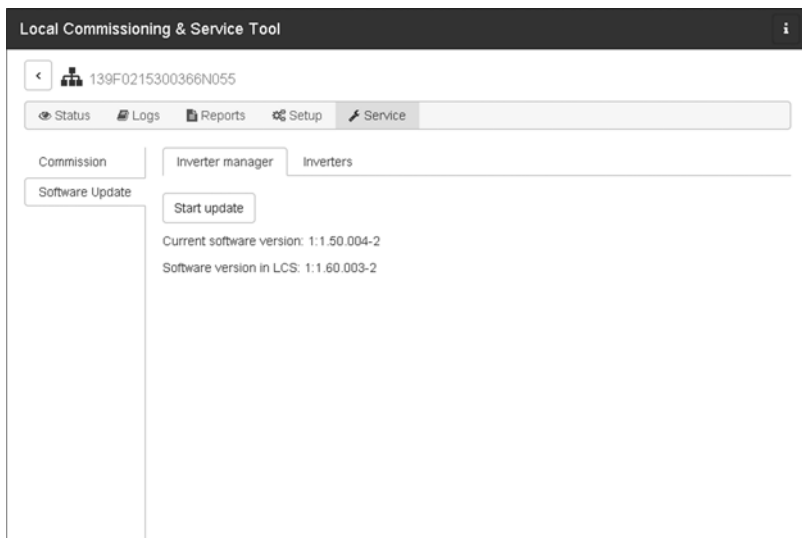 Local Commissioning & Service Tool
i
139F0215300366N055
Status Logs Reports Setup Service
Commission
Software Update
Inverter manager Inverters
Start update
Current software version: 1:1.50.004-2
Software version in LCS: 1:1.60.003-2